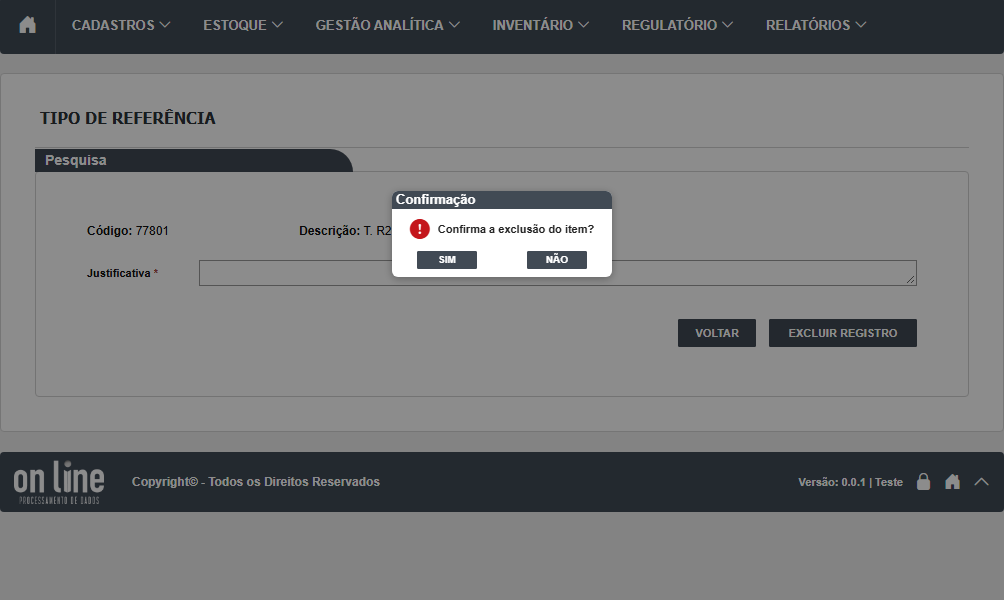 CADASTROS ESTOQUE GESTÃO ANALÍTICA INVENTÁRIO REGULATÓRIO RELATÓRIOS
TIPO DE REFERÊNCIA
Pesquisa
Confirmação
! Confirma a exclusão do item?
SIM NÃO
Código: 77801 Descrição: T. R2
Justificativa *
VOLTAR EXCLUIR REGISTRO
on line
PROCESSAMENTO DE DADOS
Copyright© - Todos os Direitos Reservados
Versão: 0.0.1 | Teste